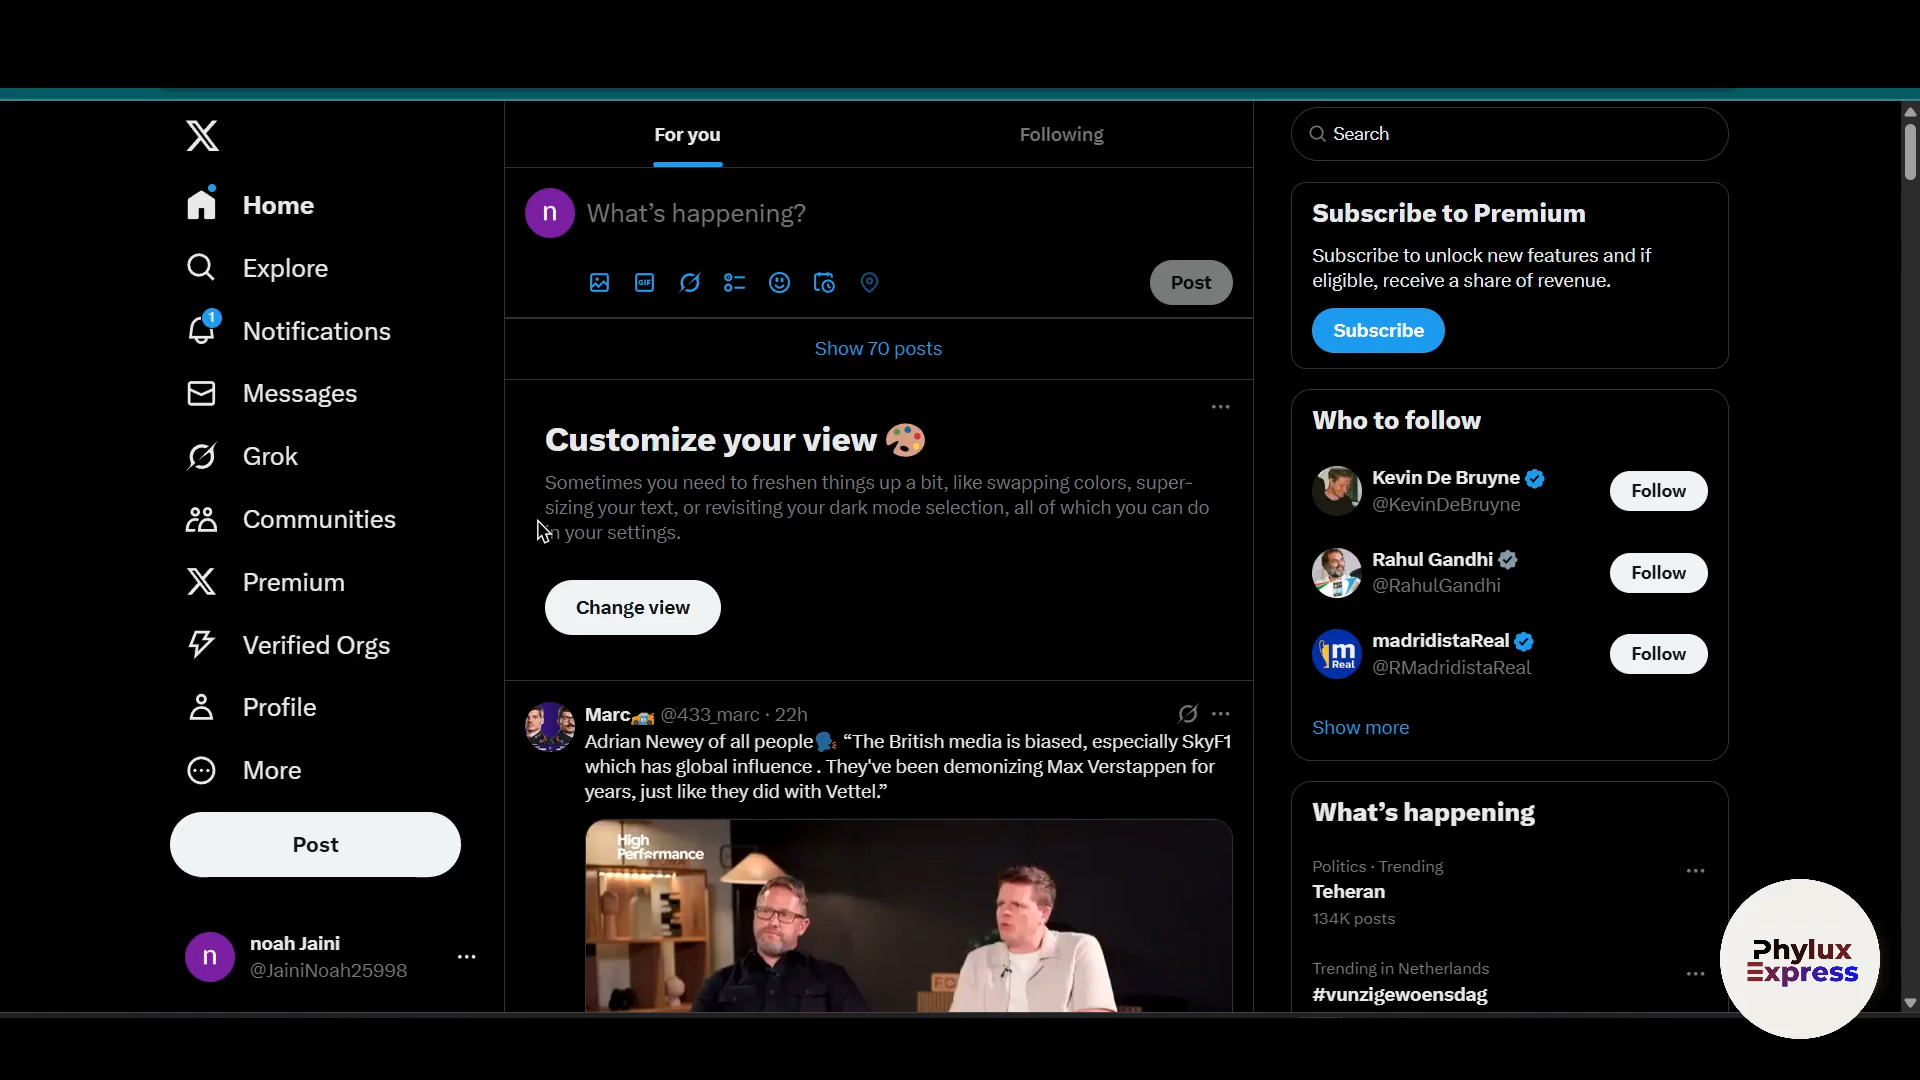 Home
Explore
1
Notifications
Messages
Grok
Communities
Premium
Verified Orgs
Profile
More
Post
n
noah Jaini
@JainiNoah25998
For you
Following
n
What's happening?
GIF
Post
Show 70 posts
Customize your view
Sometimes you need to freshen things up a bit, like swapping colors, super-
sizing your text, or revisiting your dark mode selection, all of which you can do
in your settings.
Change view
Marc @433_marc · 22h
Adrian Newey of all people “The British media is biased, especially SkyF1
which has global influence . They've been demonizing Max Verstappen for
years, just like they did with Vettel.”
High
Performance
FO
Search
Subscribe to Premium
Subscribe to unlock new features and if
eligible, receive a share of revenue.
Subscribe
Who to follow
Kevin De Bruyne
@KevinDeBruyne
Follow
Rahul Gandhi
@RahulGandhi
Follow
m
Real
madridistaReal
@RMadridistaReal
Follow
Show more
What's happening
Politics · Trending
Teheran
134K posts
Trending in Netherlands
#vunzigewoensdag
Phylux
Express